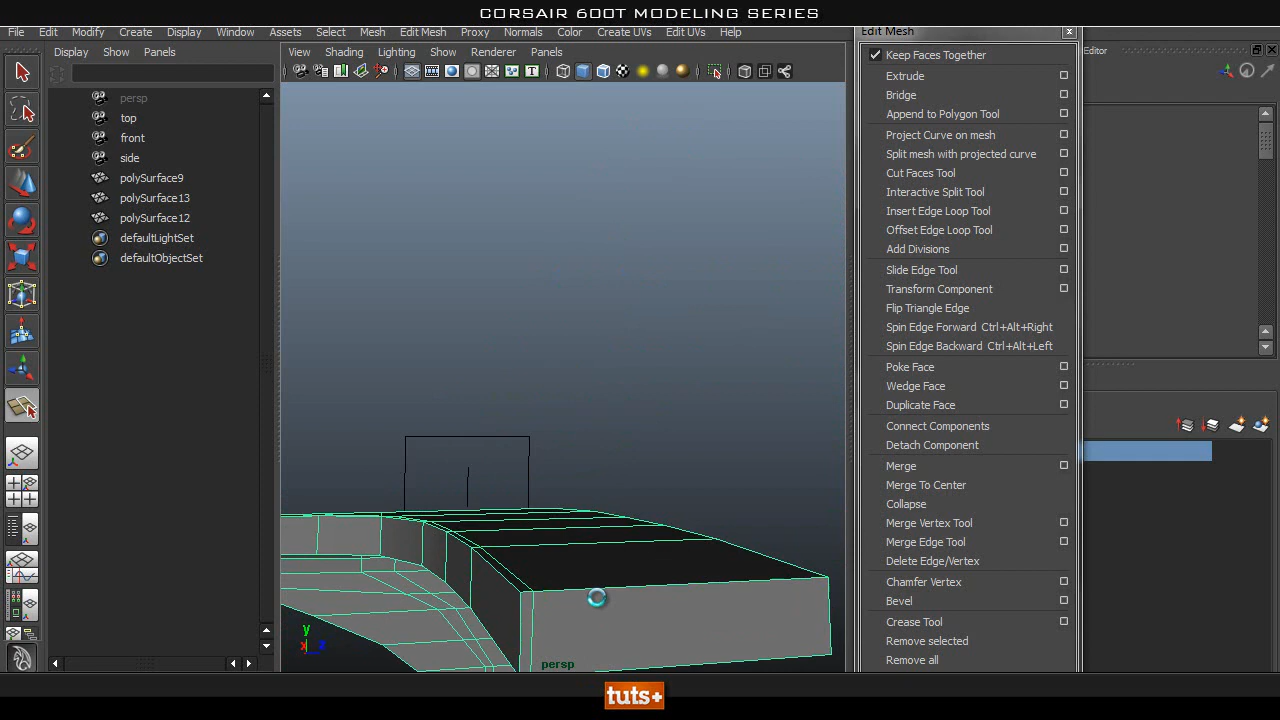 CORSAIR 600T MODELING SERIES
File Edit Modify Create Display Window Assets Select Mesh Edit Mesh Proxy Normals Color Create UVs Edit UVs Help
Edit Mesh
Editor
Display Show Panels
View Shading Lighting Show Renderer Panels
persp
top
front
side
polySurface9
polySurface13
polySurface12
defaultLightSet
defaultObjectSet
T
Keep Faces Together
Extrude
Bridge
Append to Polygon Tool
Project Curve on mesh
Split mesh with projected curve
Cut Faces Tool
Interactive Split Tool
Insert Edge Loop Tool
Offset Edge Loop Tool
Add Divisions
Slide Edge Tool
Transform Component
Flip Triangle Edge
Spin Edge Forward Ctrl+Alt+Right
Spin Edge Backward Ctrl+Alt+Left
Poke Face
Wedge Face
Duplicate Face
Connect Components
Detach Component
Merge
Merge To Center
Collapse
Merge Vertex Tool
Merge Edge Tool
Delete Edge/Vertex
Chamfer Vertex
Bevel
Crease Tool
Remove selected
Remove all
y
x z
persp
tuts+